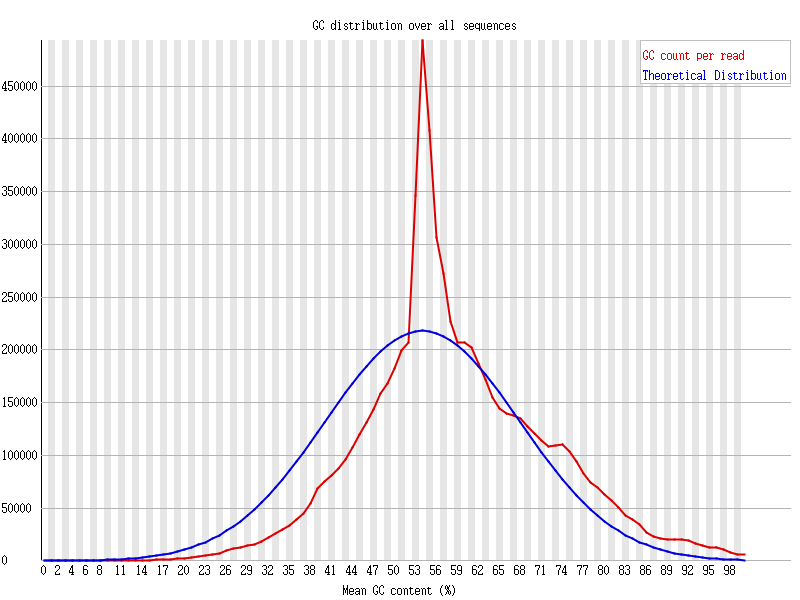 GC distribution over all sequences
GC count per read
Theoretical Distribution
450000
400000
350000
300000
250000
200000
150000
100000
50000
0
0 2 4 6 8 11 14 17 20 23 26 29 32 35 38 41 44 47 50 53 56 59 62 65 68 71 74 77 80 83 86 89 92 95 98
Mean GC content (%)